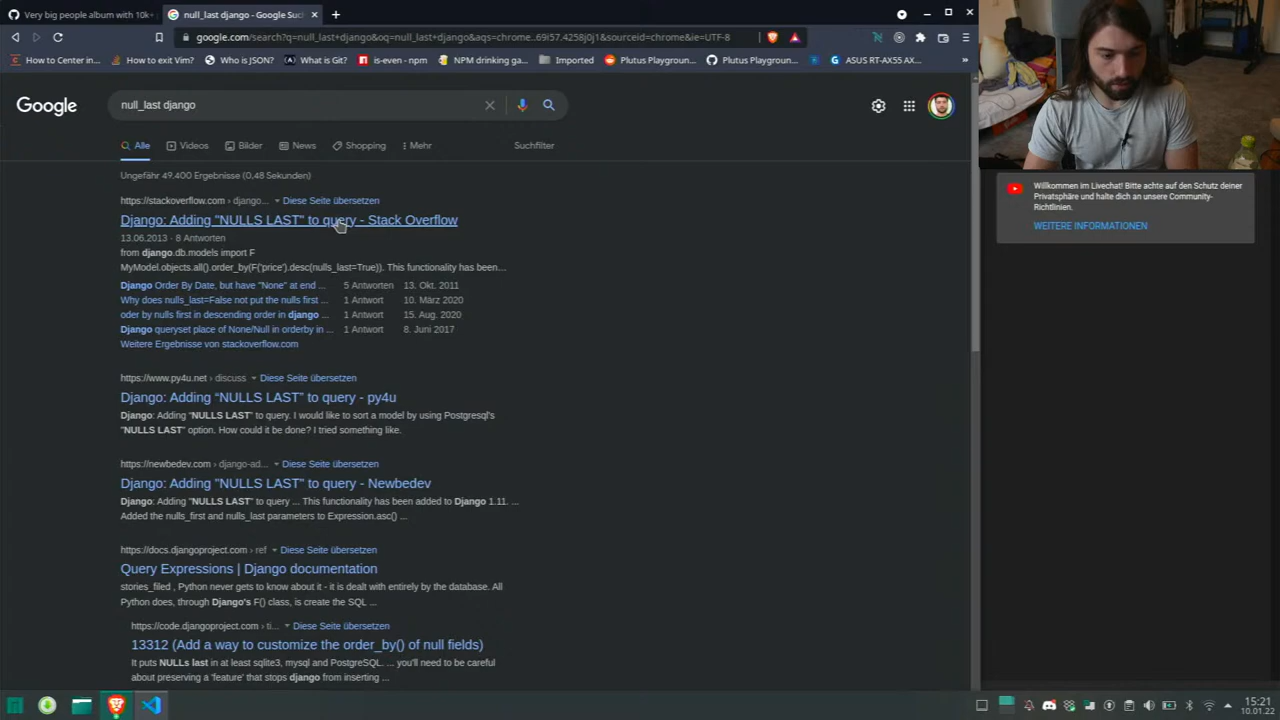 Very big people album with 10k+
null_last django - Google Suc
google.com/search?q=null_last+django&oq=null_last+django&aqs=chrome..69i57.4258j0j1&sourceid=chrome&ie=UTF-8
How to Center in...
How to exit Vim?
Who is JSON?
What is Git?
is-even - npm
NPM drinking ga...
Imported
Plutus Playgroun...
Plutus Playgroun...
ASUS RT-AX55 AX...
Google
null_last django
Alle
Videos
Bilder
News
Shopping
Mehr
Suchfilter
Ungefähr 49.400 Ergebnisse (0,48 Sekunden)
https://stackoverflow.com › django... Diese Seite übersetzen
Django: Adding "NULLS LAST" to query - Stack Overflow
13.06.2013 · 8 Antworten
from django.db.models import F
MyModel.objects.all().order_by(F('price').desc(nulls_last=True)). This functionality has been...
Django Order By Date, but have "None" at end ... 5 Antworten 13. Okt. 2011
Why does nulls_last=False not put the nulls first ... 1 Antwort 10. März 2020
oder by nulls first in descending order in django ... 1 Antwort 15. Aug. 2020
Django queryset place of None/Null in orderby in ... 1 Antwort 8. Juni 2017
Weitere Ergebnisse von stackoverflow.com
https://www.py4u.net › discuss Diese Seite übersetzen
Django: Adding "NULLS LAST" to query - py4u
Django: Adding "NULLS LAST" to query. I would like to sort a model by using Postgresql's
"NULLS LAST" option. How could it be done? I tried something like.
https://newbedev.com › django-ad... Diese Seite übersetzen
Django: Adding "NULLS LAST" to query - Newbedev
Django: Adding "NULLS LAST" to query ... This functionality has been added to Django 1.11. ...
Added the nulls_first and nulls_last parameters to Expression.asc() ...
https://docs.djangoproject.com › ref Diese Seite übersetzen
Query Expressions | Django documentation
stories_filed , Python never gets to know about it - it is dealt with entirely by the database. All
Python does, through Django's F() class, is create the SQL ...
https://code.djangoproject.com › ti... Diese Seite übersetzen
13312 (Add a way to customize the order_by() of null fields)
It puts NULLs last in at least sqlite3, mysql and PostgreSQL. ... you'll need to be careful
about preserving a 'feature' that stops django from inserting ...
Willkommen im Livechat! Bitte achte auf den Schutz deiner
Privatsphäre und halte dich an unsere Community-
Richtlinien.
WEITERE INFORMATIONEN
15:21
10.01.22